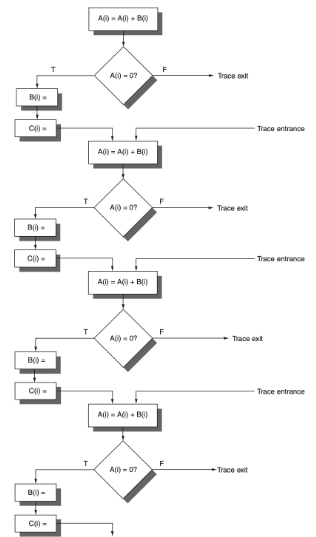 A(i) = A(i) + B(i)
T
A(i) = 0?
F
Trace exit
B(i) =
C(i) =
Trace entrance
A(i) = A(i) + B(i)
T
A(i) = 0?
F
Trace exit
B(i) =
C(i) =
Trace entrance
A(i) = A(i) + B(i)
T
A(i) = 0?
F
Trace exit
B(i) =
C(i) =
Trace entrance
A(i) = A(i) + B(i)
T
A(i) = 0?
F
Trace exit
B(i) =
C(i) =